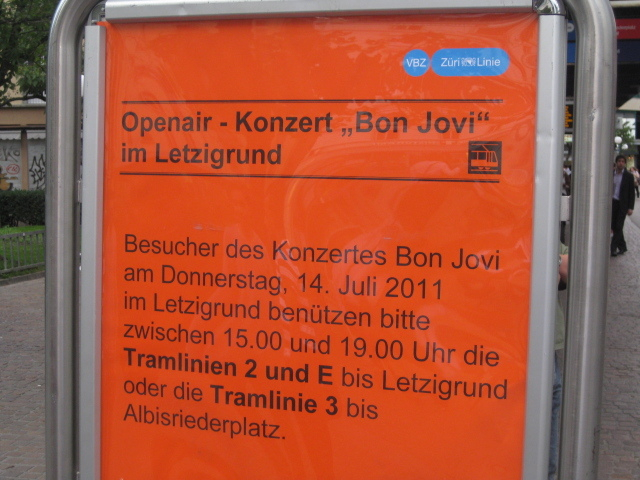 VBZ Züri Linie
Openair - Konzert „Bon Jovi“
im Letzigrund
Besucher des Konzertes Bon Jovi
am Donnerstag, 14. Juli 2011
im Letzigrund benützen bitte
zwischen 15.00 und 19.00 Uhr die
Tramlinien 2 und E bis Letzigrund
oder die Tramlinie 3 bis
Albisriederplatz.